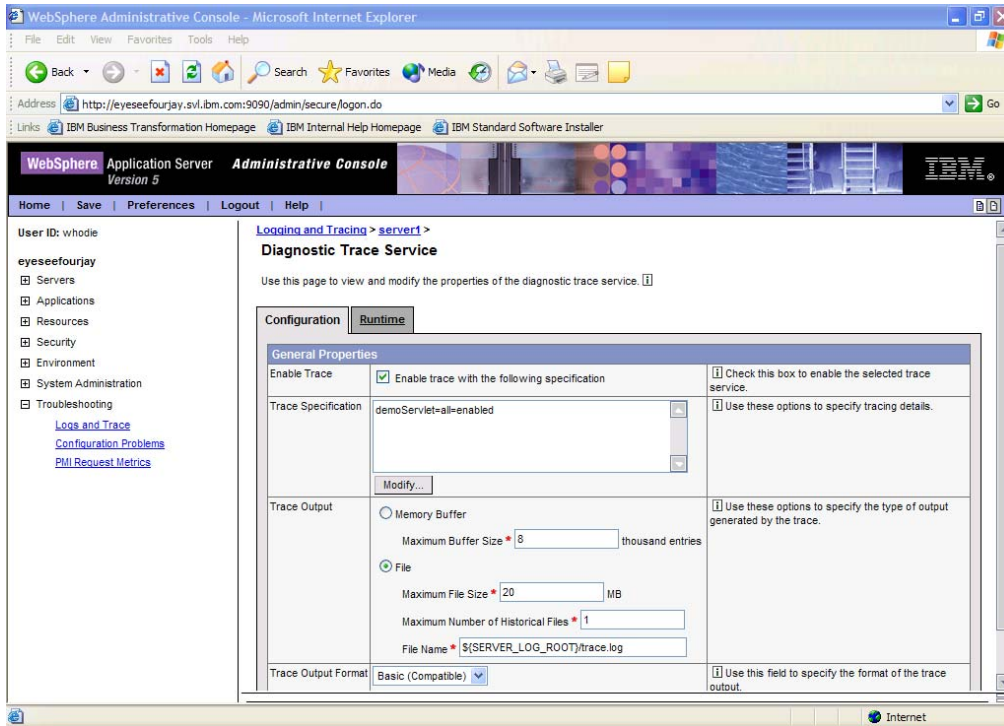 WebSphere Administrative Console - Microsoft Internet Explorer
File Edit View Favorites Tools Help
Back Search Favorites Media
Address http://eyeseefourjay.svl.ibm.com:9090/admin/secure/logon.do Go
Links IBM Business Transformation Homepage IBM Internal Help Homepage IBM Standard Software Installer
WebSphere Application Server Administrative Console
Version 5
IBM
Home | Save | Preferences | Logout | Help |
User ID: whodie
eyeseefourjay
Servers
Applications
Resources
Security
Environment
System Administration
Troubleshooting
Logs and Trace
Configuration Problems
PMI Request Metrics
Logging and Tracing > server1 >
Diagnostic Trace Service
Use this page to view and modify the properties of the diagnostic trace service. i
Configuration Runtime
General Properties
Enable Trace
Enable trace with the following specification
i Check this box to enable the selected trace
service.
Trace Specification
demoServlet=all=enabled
Modify...
i Use these options to specify tracing details.
Trace Output
Memory Buffer
Maximum Buffer Size * 8 thousand entries
File
Maximum File Size * 20 MB
Maximum Number of Historical Files * 1
File Name * ${SERVER_LOG_ROOT}/trace.log
i Use these options to specify the type of output
generated by the trace.
Trace Output Format
Basic (Compatible)
i Use this field to specify the format of the trace
output.
Internet